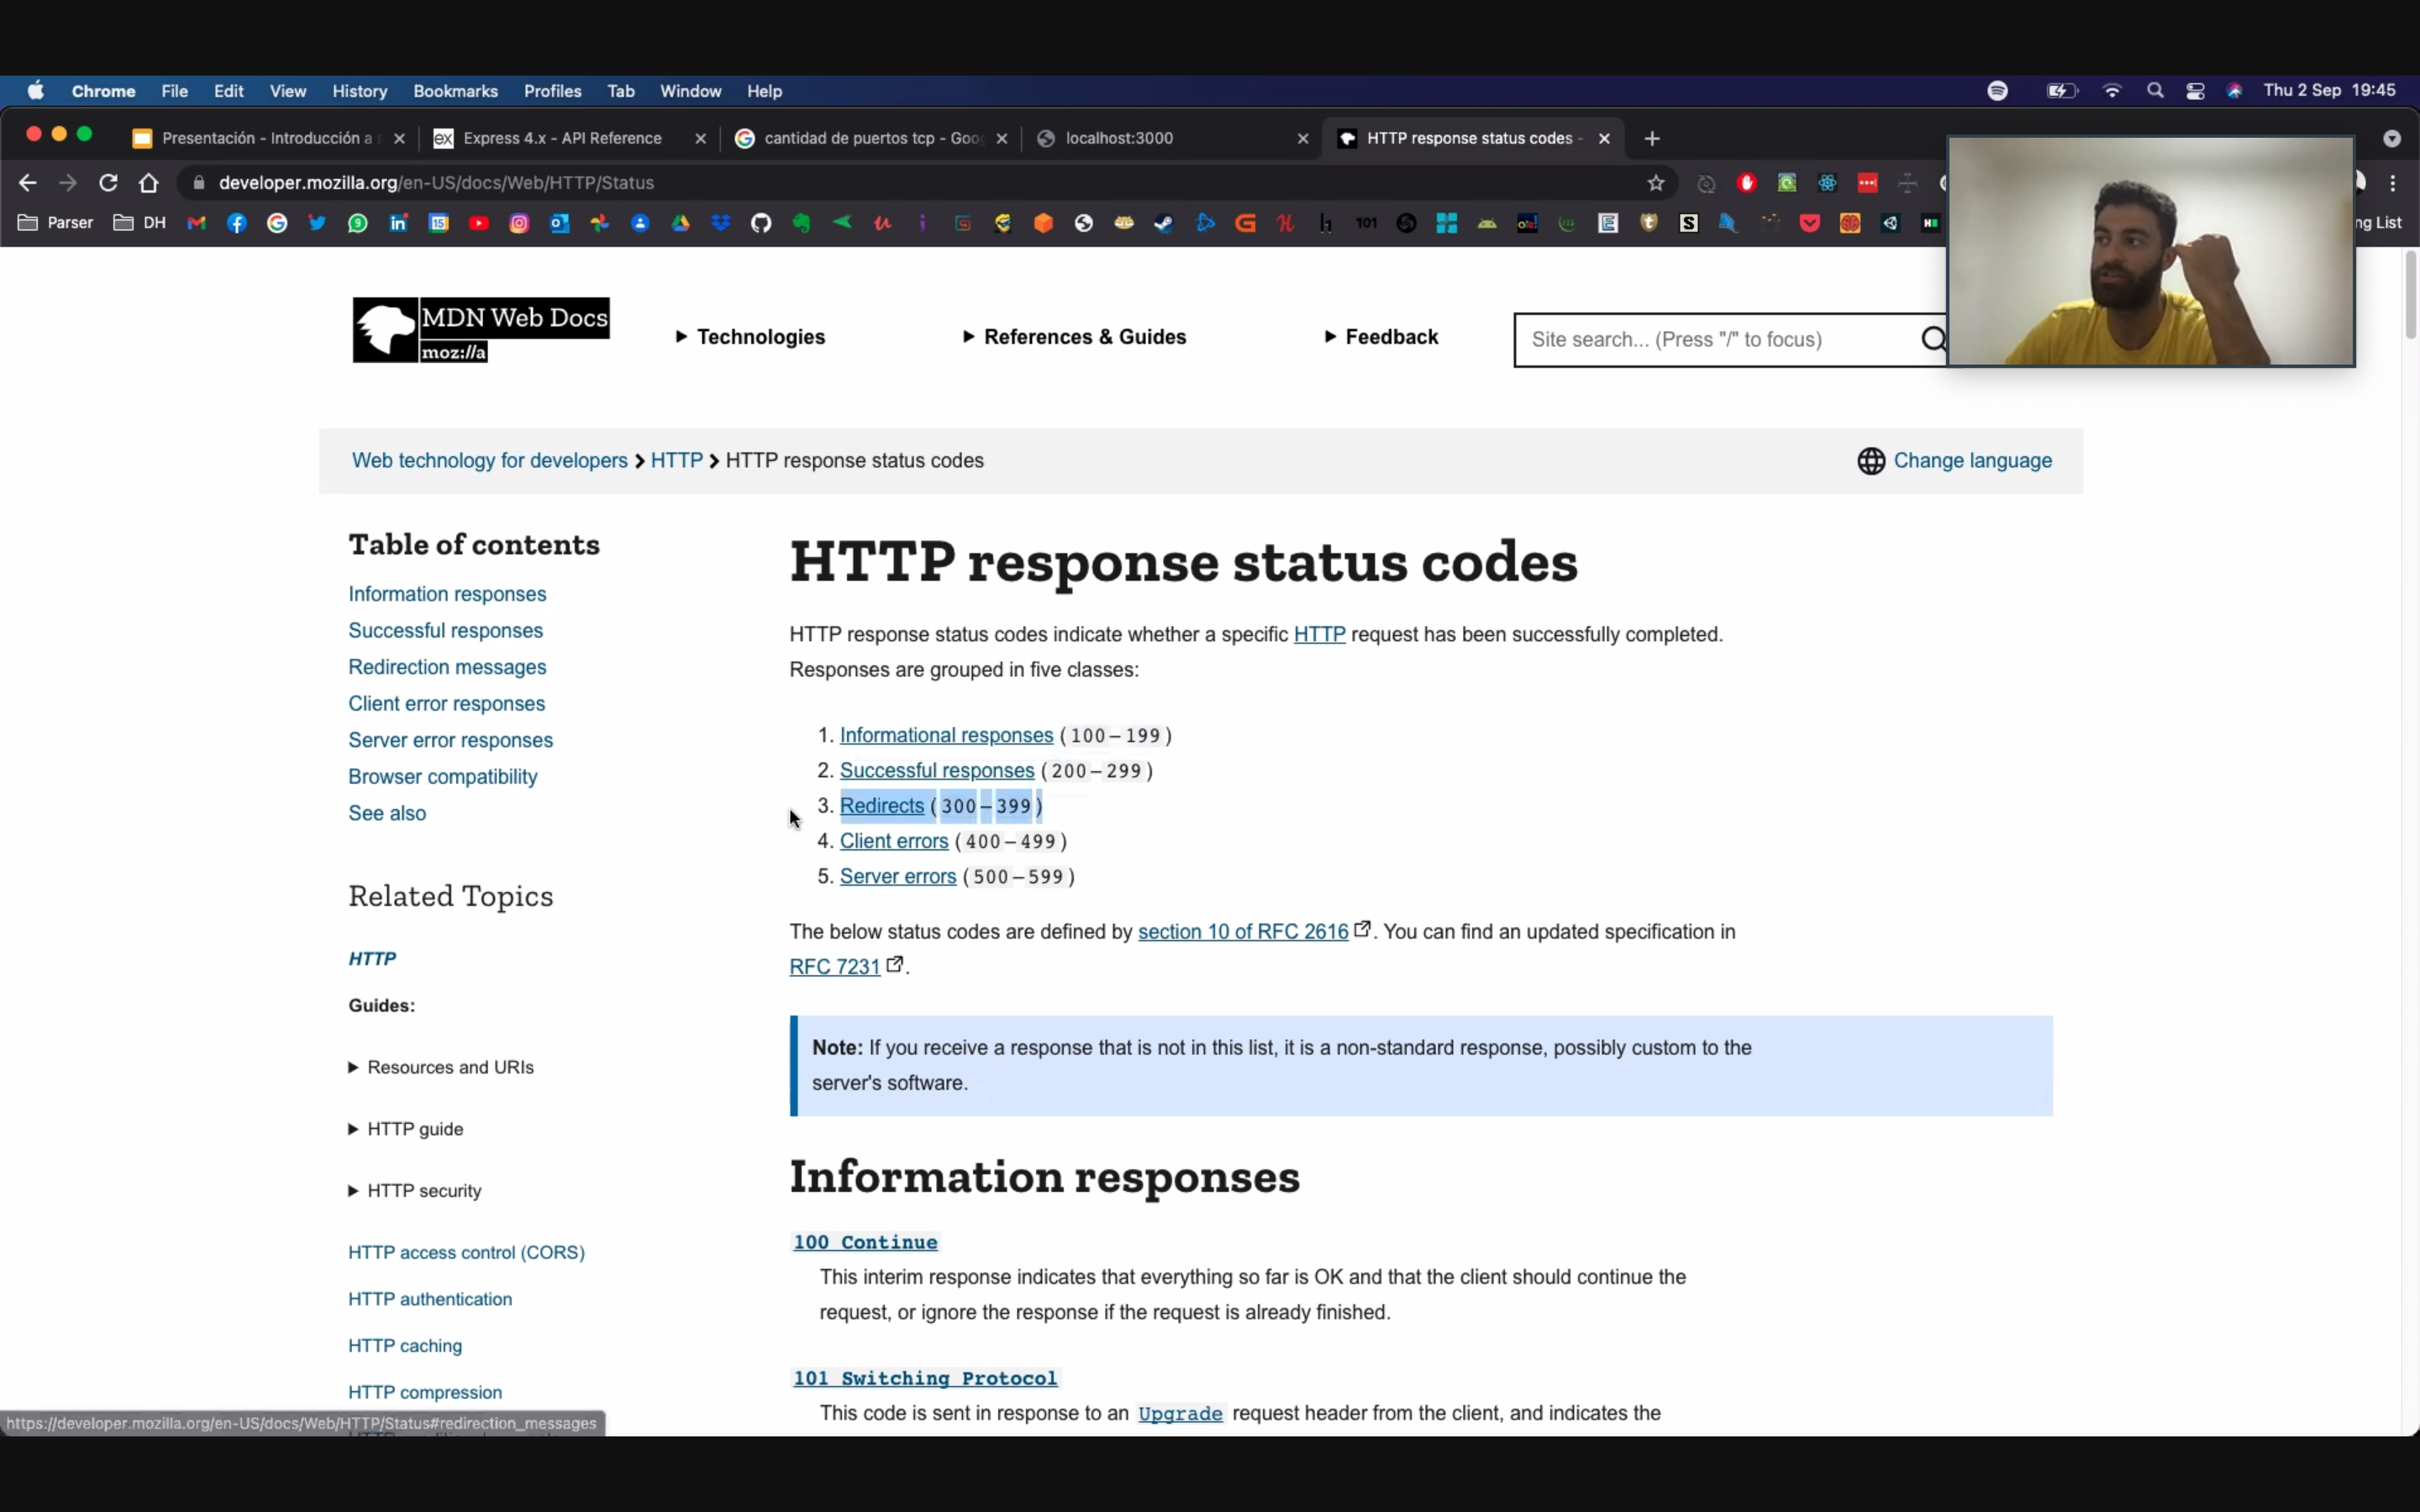 Chrome File Edit View History Bookmarks Profiles Tab Window Help Thu 2 Sep 19:45
Presentación - Introducción a Express 4.x - API Reference cantidad de puertos tcp - Goo localhost:3000 HTTP response status codes -
developer.mozilla.org/en-US/docs/Web/HTTP/Status
Parser DH ng List
MDN Web Docs
moz://a
Technologies References & Guides Feedback Site search... (Press "/" to focus)
Web technology for developers HTTP HTTP response status codes Change language
Table of contents
Information responses
Successful responses
Redirection messages
Client error responses
Server error responses
Browser compatibility
See also
Related Topics
HTTP
Guides:
Resources and URIs
HTTP guide
HTTP security
HTTP access control (CORS)
HTTP authentication
HTTP caching
HTTP compression
HTTP response status codes
HTTP response status codes indicate whether a specific HTTP request has been successfully completed.
Responses are grouped in five classes:
1. Informational responses (100–199)
2. Successful responses (200–299)
3. Redirects (300–399)
4. Client errors (400–499)
5. Server errors (500–599)
The below status codes are defined by section 10 of RFC 2616. You can find an updated specification in
RFC 7231.
Note: If you receive a response that is not in this list, it is a non-standard response, possibly custom to the
server's software.
Information responses
100 Continue
This interim response indicates that everything so far is OK and that the client should continue the
request, or ignore the response if the request is already finished.
101 Switching Protocol
This code is sent in response to an Upgrade request header from the client, and indicates the
https://developer.mozilla.org/en-US/docs/Web/HTTP/Status#redirection_messages